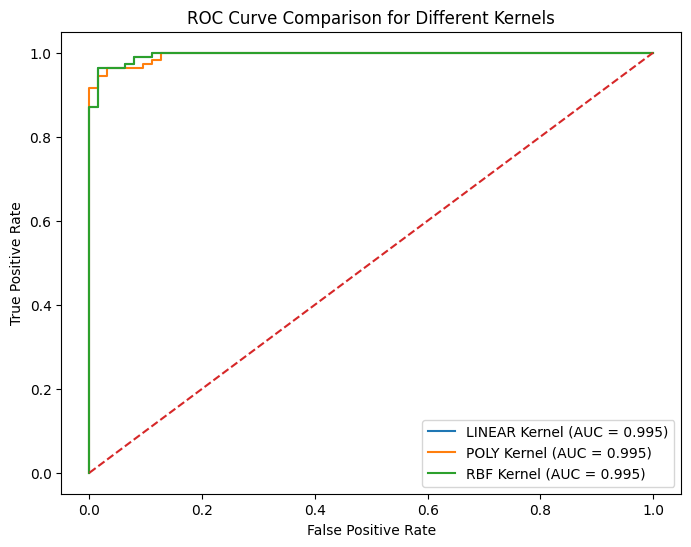 ROC Curve Comparison for Different Kernels
True Positive Rate
1.0
0.8
0.6
0.4
0.2
0.0
LINEAR Kernel (AUC = 0.995)
POLY Kernel (AUC = 0.995)
RBF Kernel (AUC = 0.995)
0.0 0.2 0.4 0.6 0.8 1.0
False Positive Rate